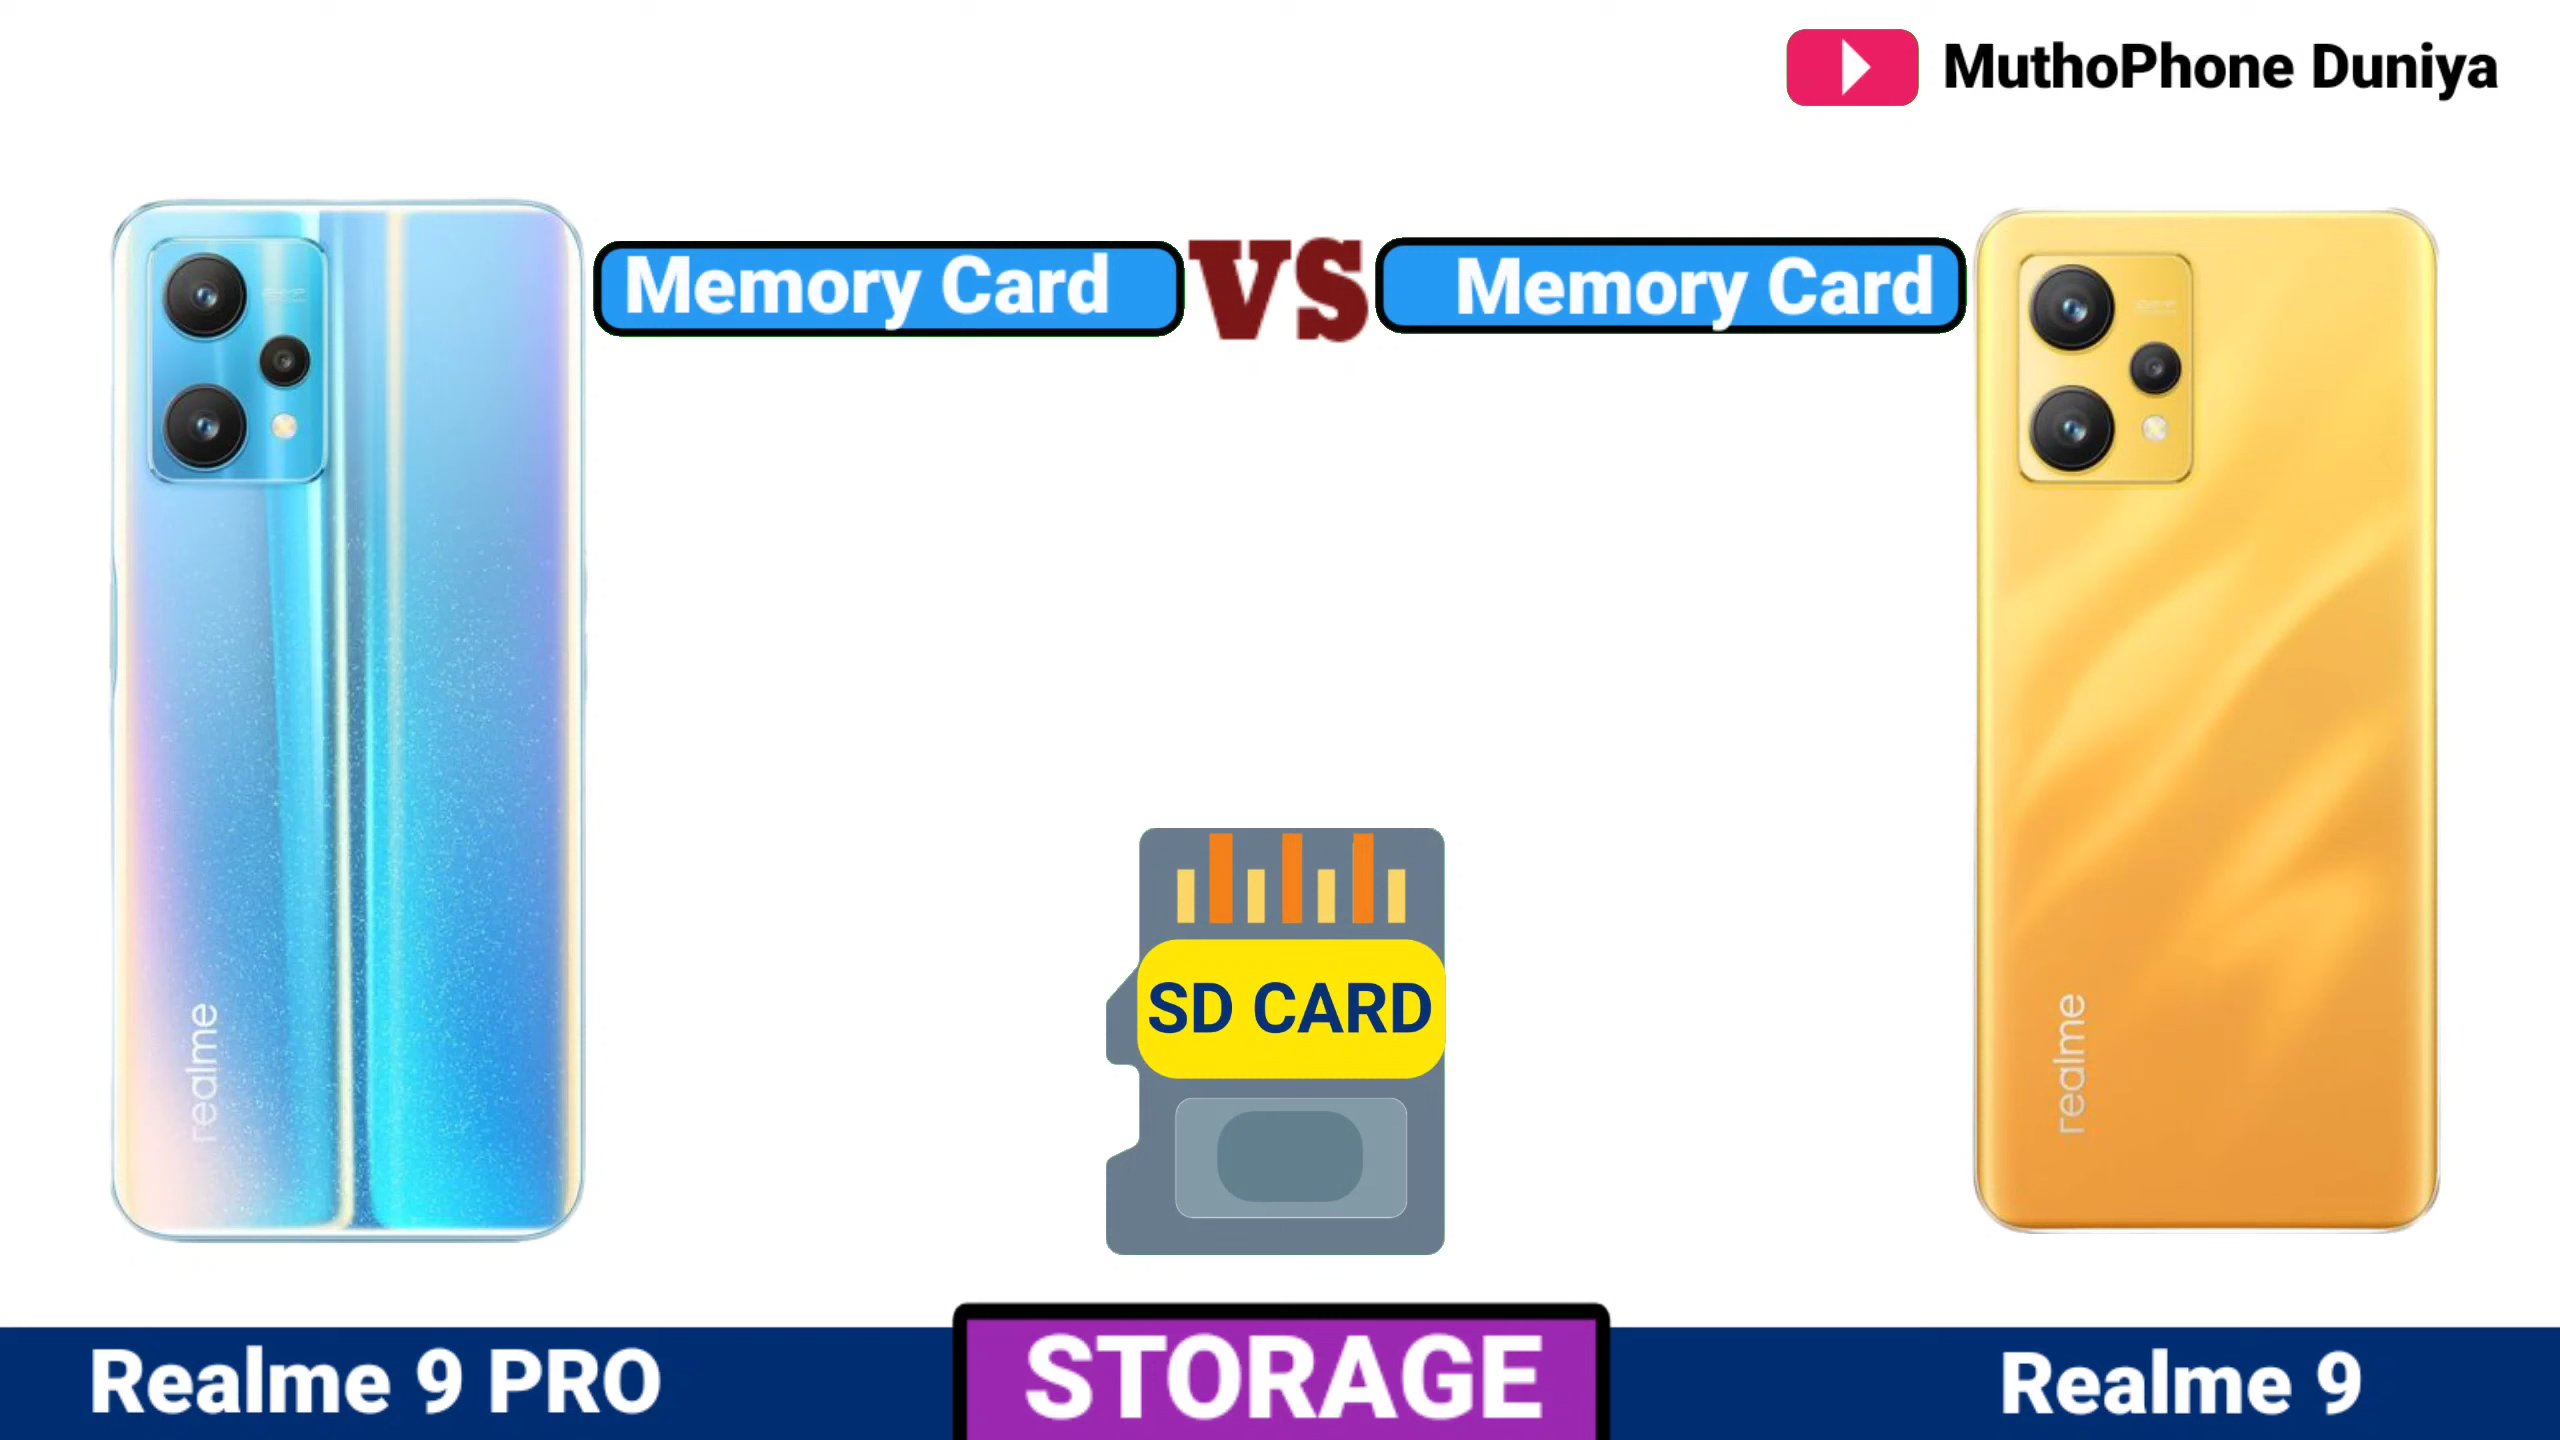 MuthoPhone Duniya
Memory Card
VS
Memory Card
realme
realme
SD CARD
Realme 9 PRO
STORAGE
Realme 9